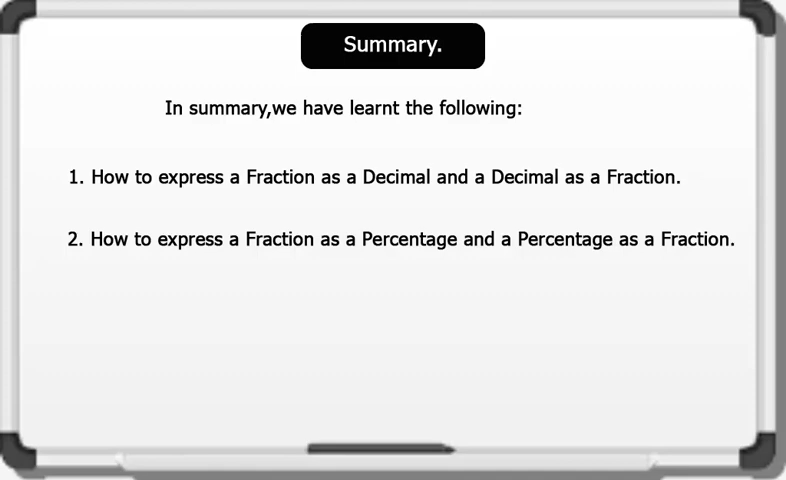 Summary.
In summary,we have learnt the following:
1. How to express a Fraction as a Decimal and a Decimal as a Fraction.
2. How to express a Fraction as a Percentage and a Percentage as a Fraction.